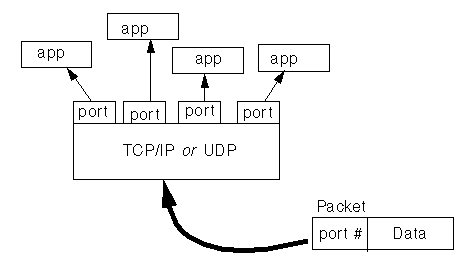 app
app
app
app
port
port
port
port
TCP/IP or UDP
Packet
port #
Data